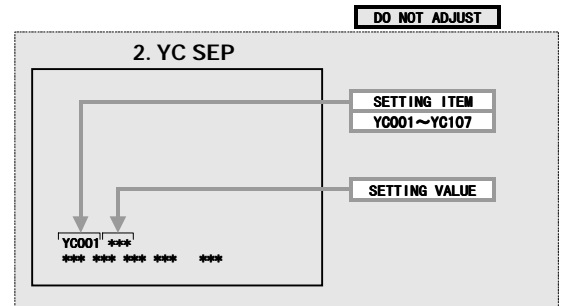 DO NOT ADJUST
2. YC SEP
SETTING ITEM
YC001～YC107
SETTING VALUE
YC001 ***
*** *** *** *** ***